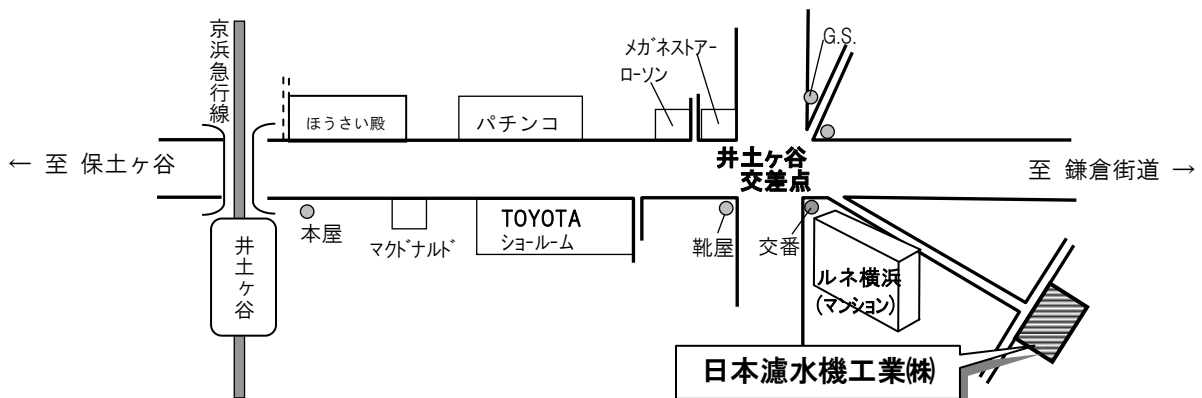 京浜急行線
G.S.
メガネストアー
ローソン
ほうさい殿
パチンコ
← 至 保土ヶ谷
井土ヶ谷
交差点
至 鎌倉街道 →
本屋
マクドナルド
TOYOTA
ショールーム
靴屋
交番
井土ヶ谷
ルネ横浜
(マンション)
日本濾水機工業㈱